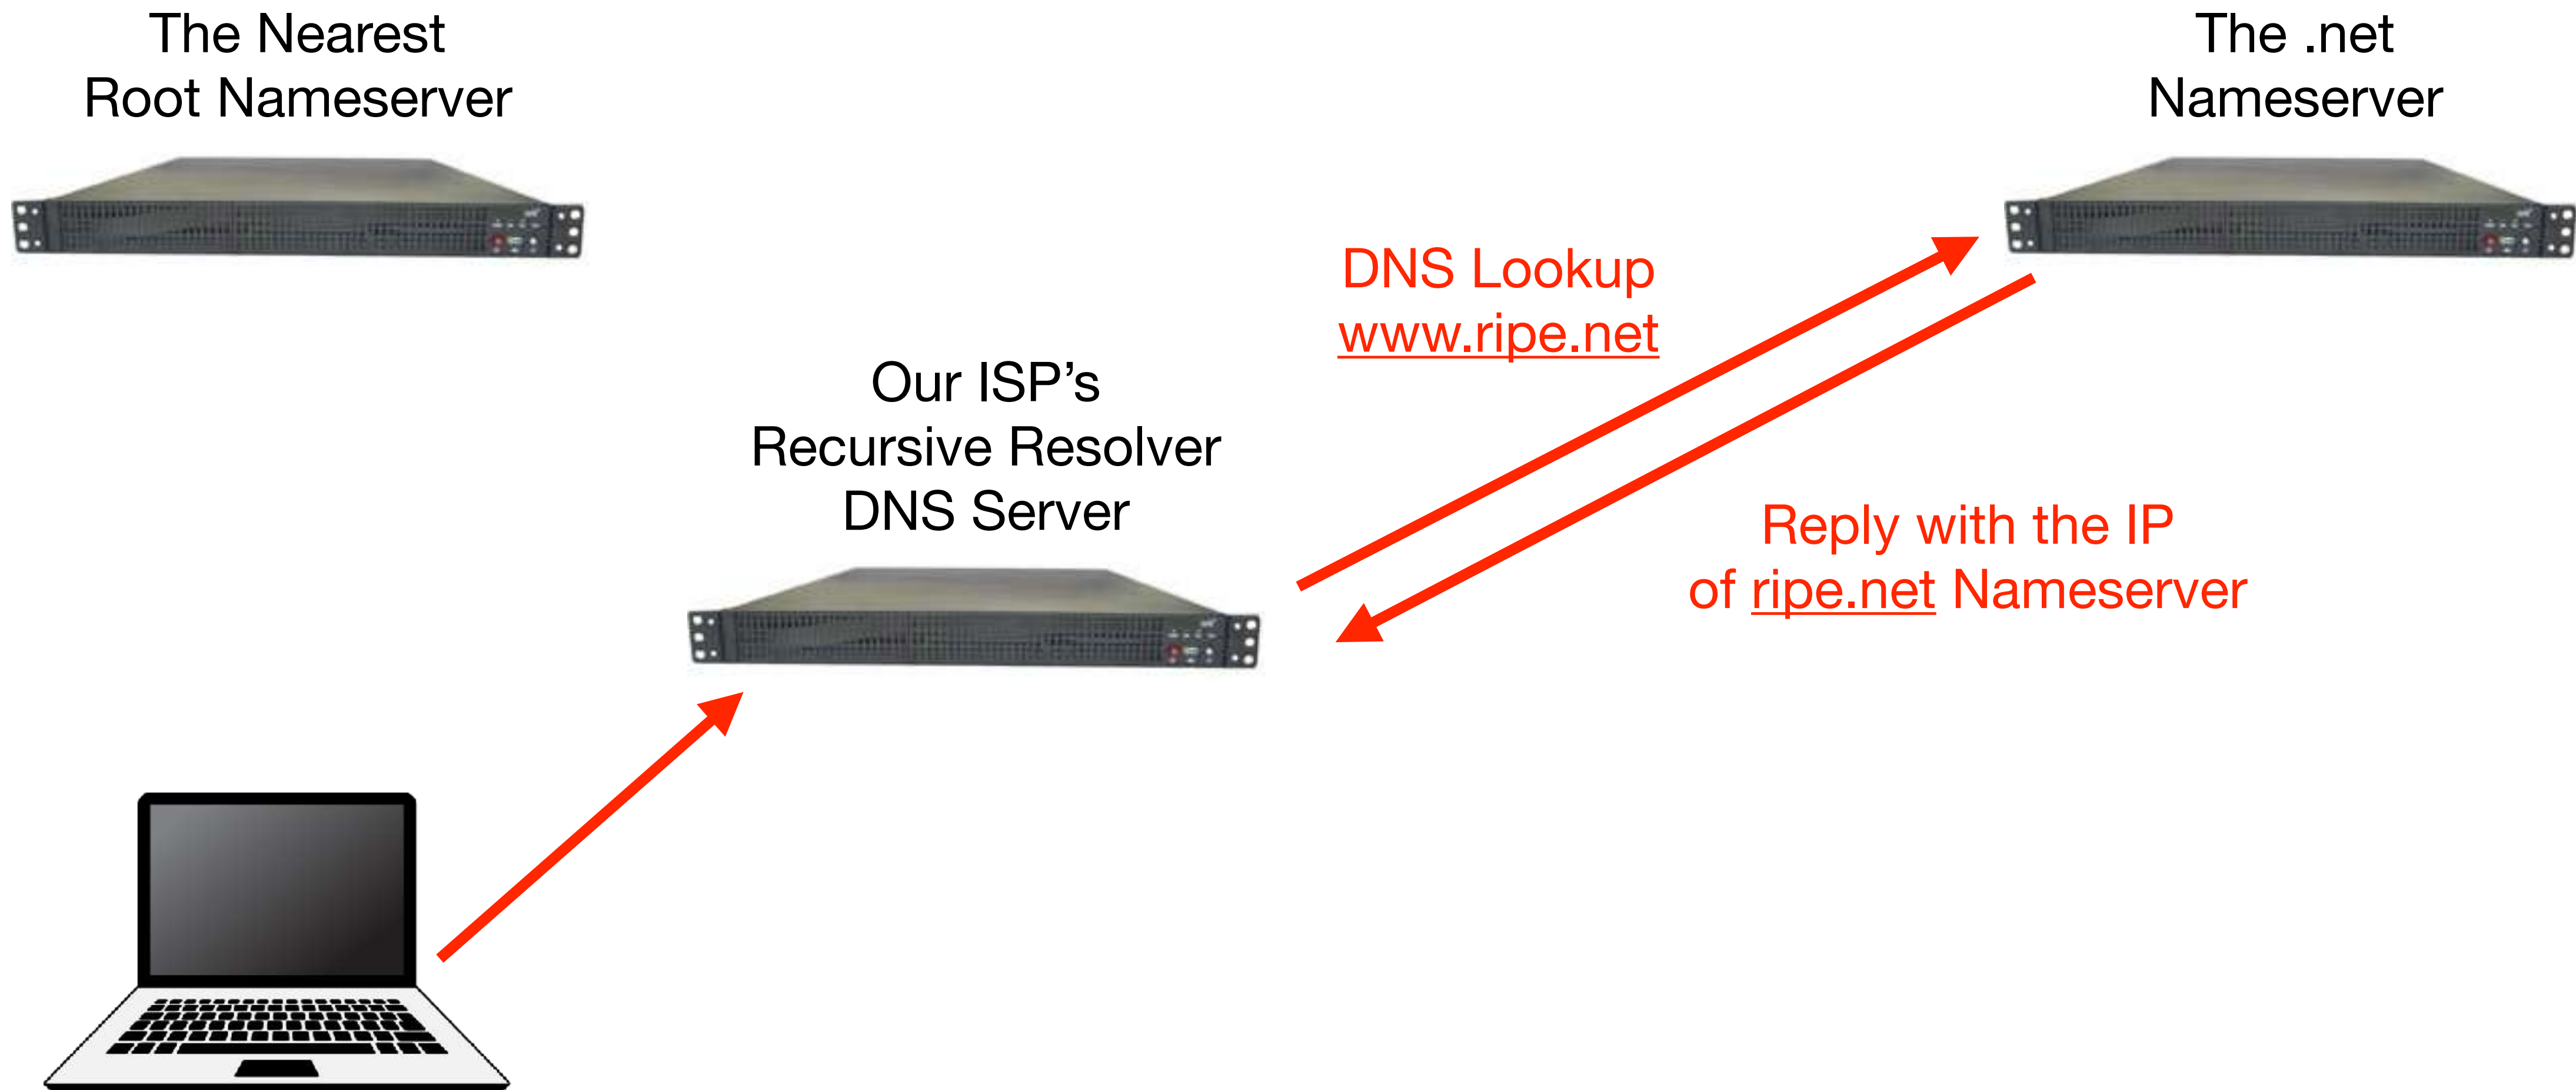 The Nearest
Root Nameserver
The .net
Nameserver
DNS Lookup
www.ripe.net
Our ISP’s
Recursive Resolver
DNS Server
Reply with the IP
of ripe.net Nameserver